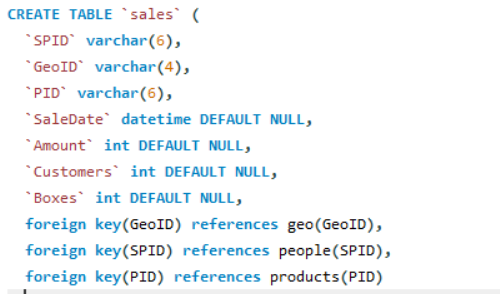 CREATE TABLE `sales` (
`SPID` varchar(6),
`GeoID` varchar(4),
`PID` varchar(6),
`SaleDate` datetime DEFAULT NULL,
`Amount` int DEFAULT NULL,
`Customers` int DEFAULT NULL,
`Boxes` int DEFAULT NULL,
foreign key(GeoID) references geo(GeoID),
foreign key(SPID) references people(SPID),
foreign key(PID) references products(PID)